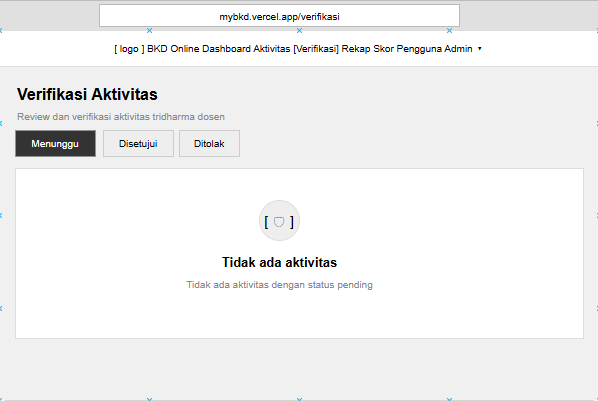 mybkd.vercel.app/verifikasi
[ logo ] BKD Online Dashboard Aktivitas [Verifikasi] Rekap Skor Pengguna Admin ▼
Verifikasi Aktivitas
Review dan verifikasi aktivitas tridharma dosen
Menunggu Disetujui Ditolak
[ 🛡 ]
Tidak ada aktivitas
Tidak ada aktivitas dengan status pending